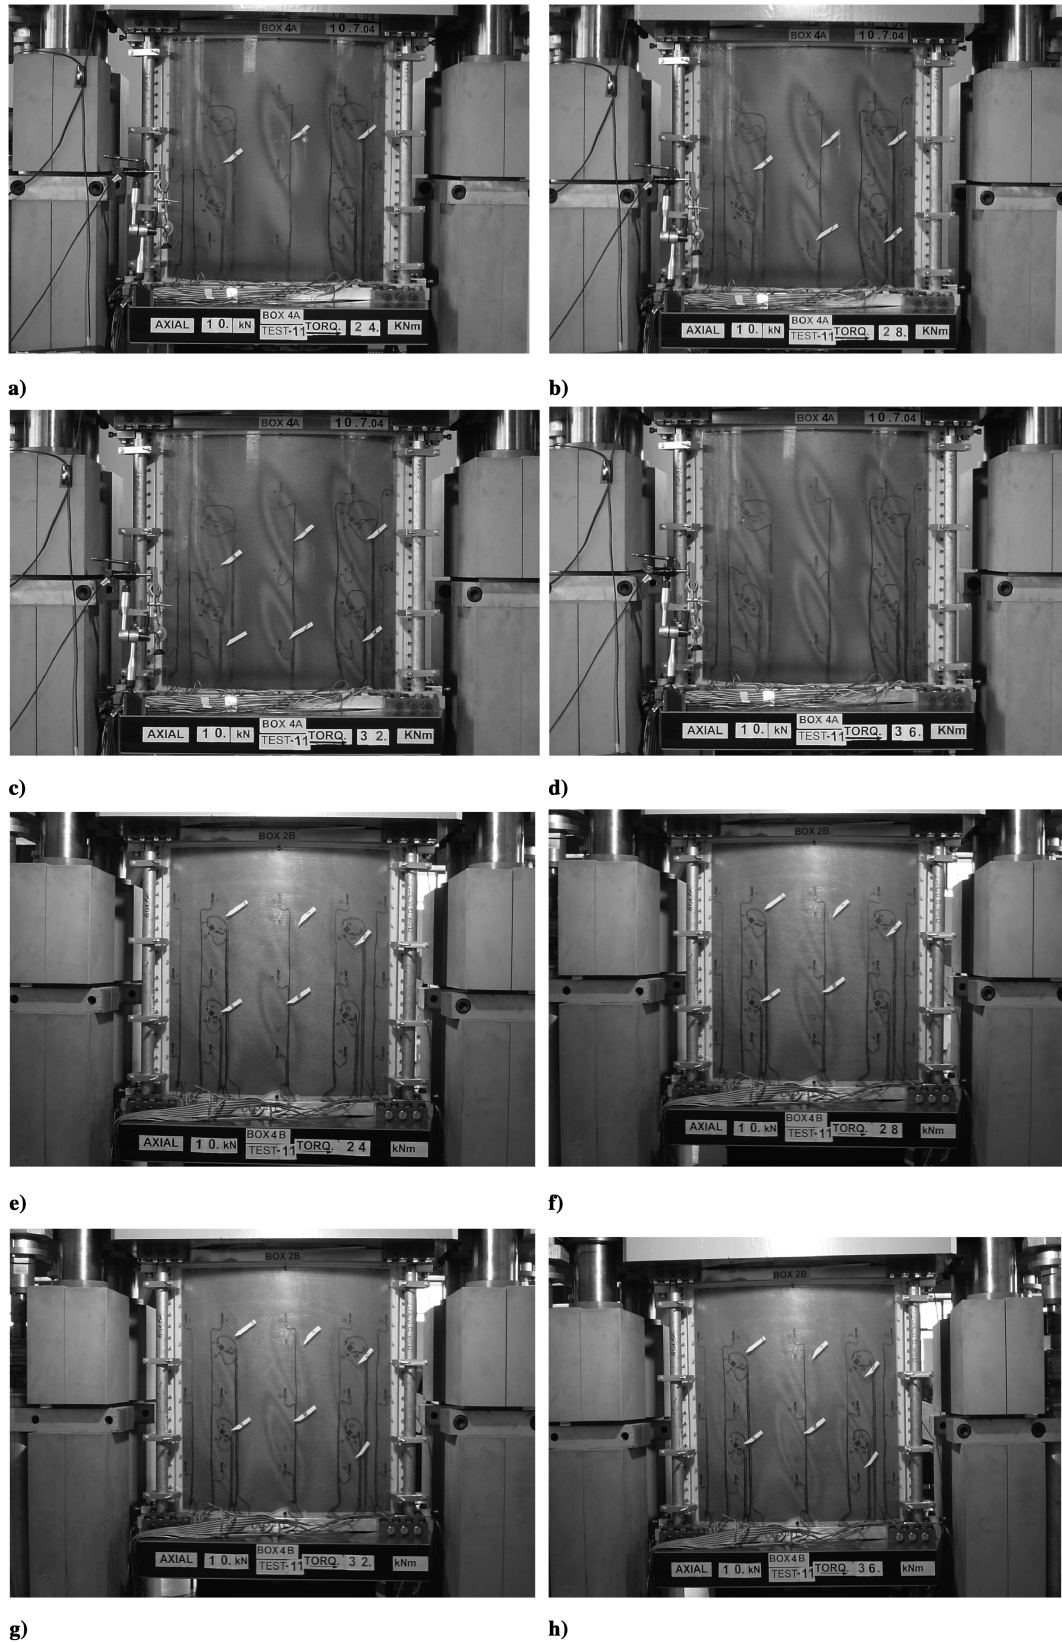 BOX 4A 10.7.04
BOX 4A
AXIAL 10. kN TEST-11 TORQ. 24. KNm
a)
BOX 4A 10.7.04
BOX 4A
AXIAL 10. kN TEST-11 TORQ. 28. KNm
b)
BOX 4A 10.7.04
BOX 4A
AXIAL 10. kN TEST-11 TORQ. 32. KNm
c)
BOX 4A 10.7.04
BOX 4A
AXIAL 10. kN TEST-11 TORQ. 36. KNm
d)
BOX 2B
BOX 4B
AXIAL 10. kN TEST-11 TORQ. 24 kNm
e)
BOX 2B
BOX 4B
AXIAL 10. kN TEST-11 TORQ. 28 kNm
f)
BOX 2B
BOX 4B
AXIAL 10. kN TEST-11 TORQ. 32. kNm
g)
BOX 2B
BOX 4B
AXIAL 10. kN TEST-11 TORQ. 36. kNm
h)